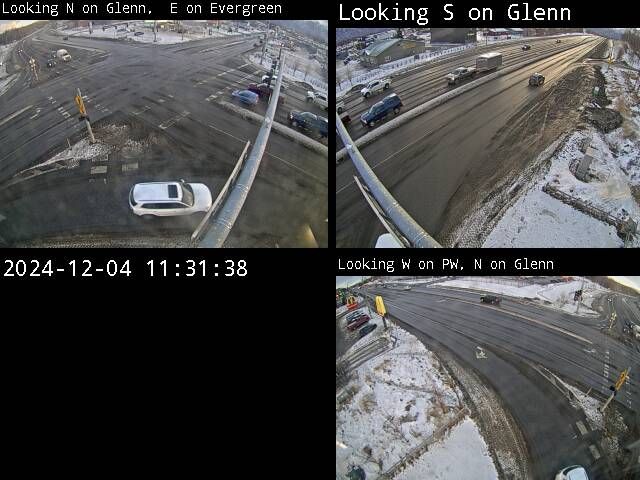 Looking N on Glenn, E on Evergreen
Looking S on Glenn
2024-12-04 11:31:38
Looking W on PW, N on Glenn